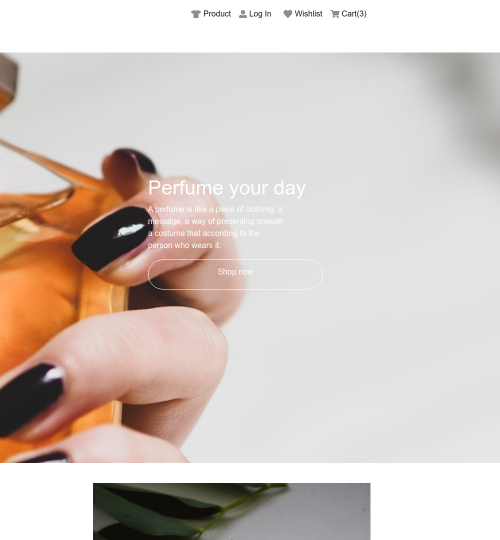 Product Log In Wishlist Cart(3)
Perfume your day
A perfume is like a piece of clothing, a
message, a way of presenting oneself
a costume that according to the
person who wears it.
Shop now